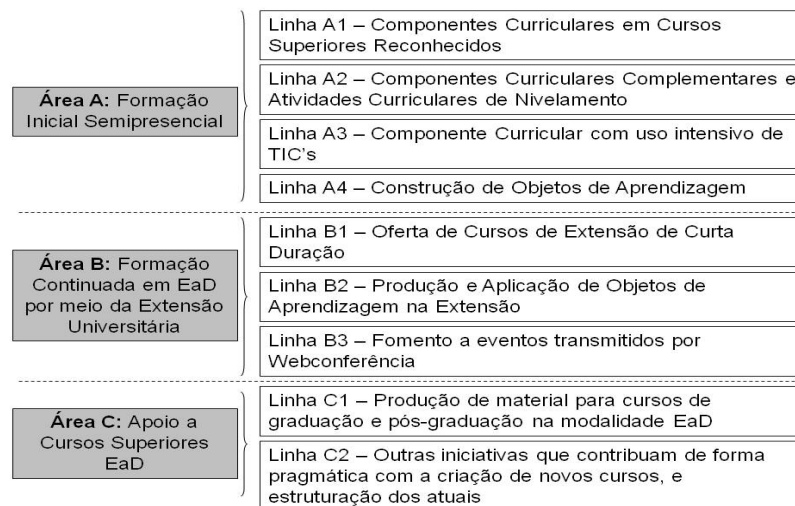 Área A: Formação
Inicial Semipresencial
Linha A1 – Componentes Curriculares em Cursos
Superiores Reconhecidos
Linha A2 – Componentes Curriculares Complementares e
Atividades Curriculares de Nivelamento
Linha A3 – Componente Curricular com uso intensivo de
TIC's
Linha A4 – Construção de Objetos de Aprendizagem
Área B: Formação
Continuada em EaD
por meio da Extensão
Universitária
Linha B1 – Oferta de Cursos de Extensão de Curta
Duração
Linha B2 – Produção e Aplicação de Objetos de
Aprendizagem na Extensão
Linha B3 – Fomento a eventos transmitidos por
Webconferência
Área C: Apoio a
Cursos Superiores
EaD
Linha C1 – Produção de material para cursos de
graduação e pós-graduação na modalidade EaD
Linha C2 – Outras iniciativas que contribuam de forma
pragmática com a criação de novos cursos, e
estruturação dos atuais